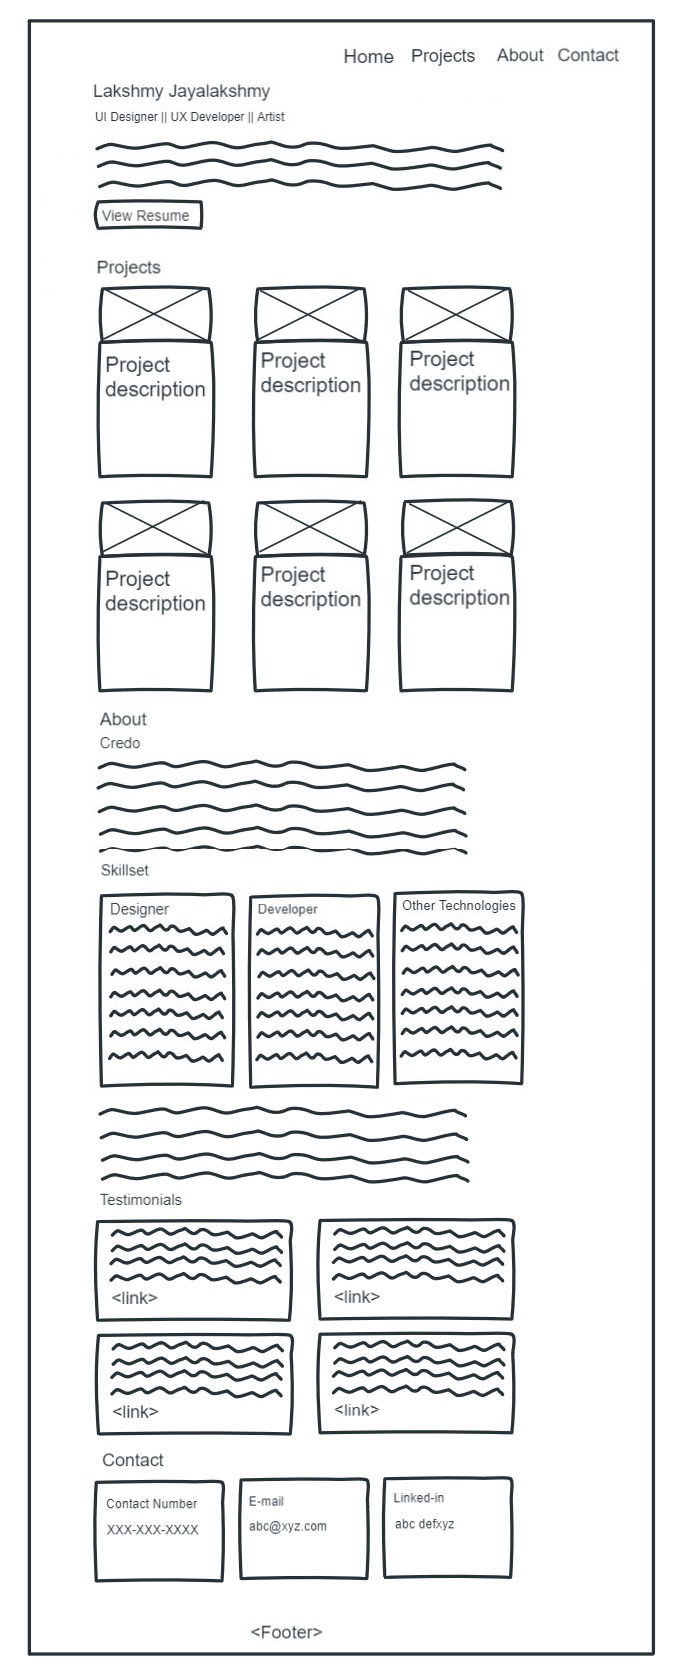 Home Projects About Contact
Lakshmy Jayalakshmy
UI Designer || UX Developer || Artist
View Resume
Projects
Project
description
Project
description
Project
description
Project
description
Project
description
Project
description
About
Credo
Skillset
Designer
Developer
Other Technologies
Testimonials
<link>
<link>
<link>
<link>
Contact
Contact Number
XXX-XXX-XXXX
E-mail
abc@xyz.com
Linked-in
abc defxyz
<Footer>